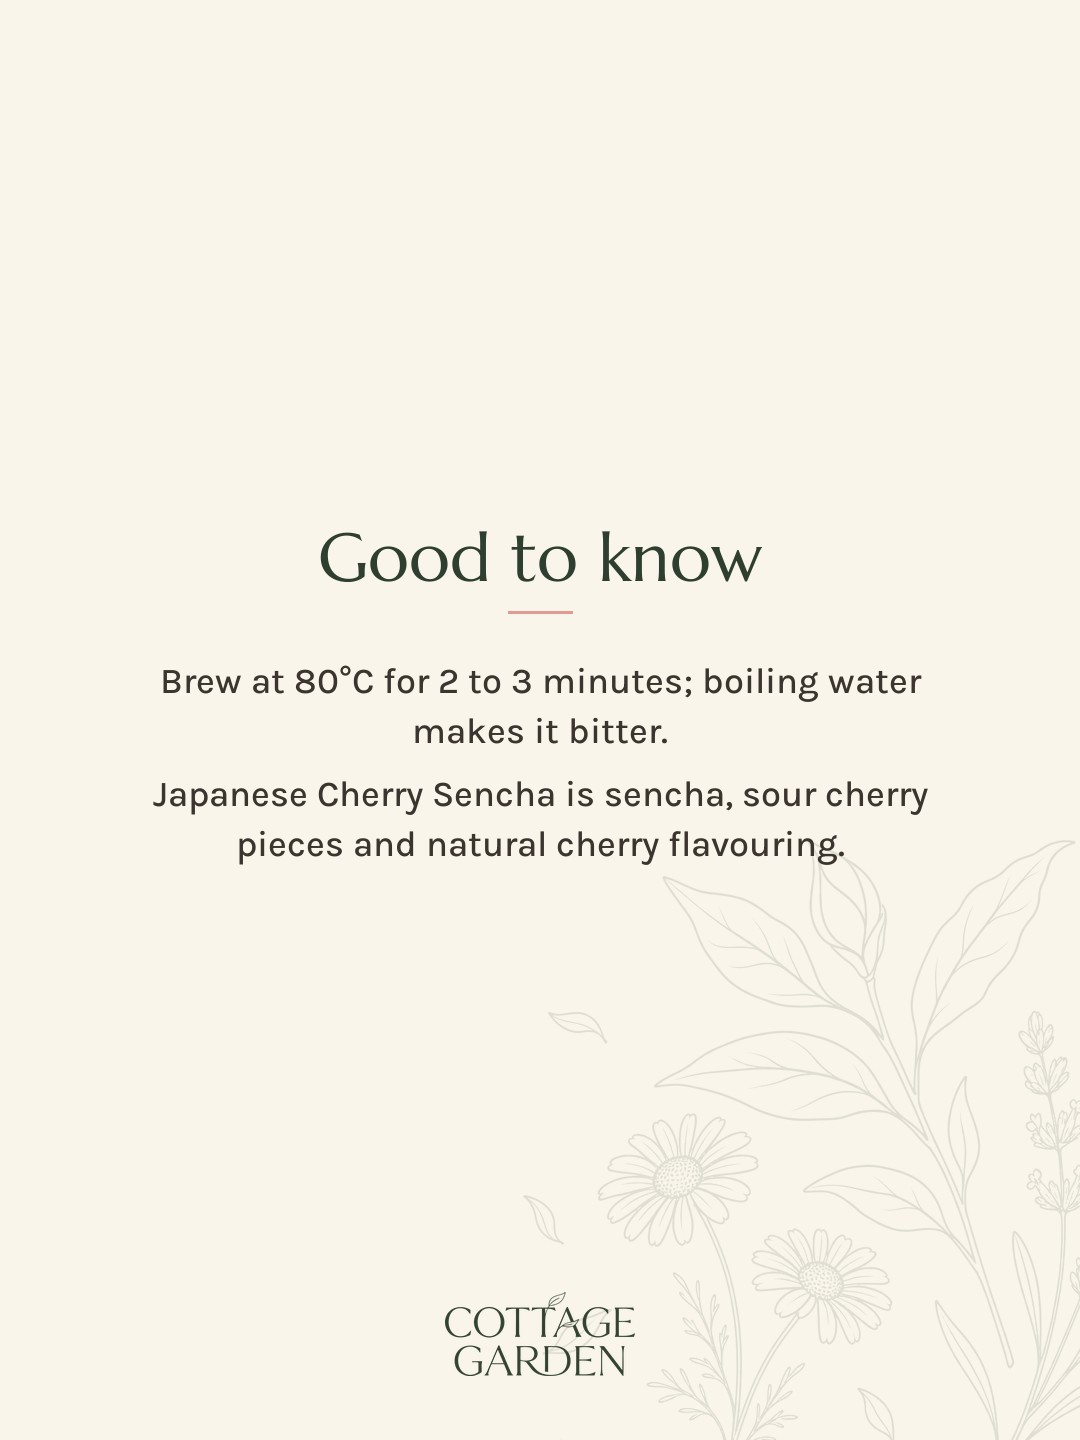 Good to know
Brew at 80°C for 2 to 3 minutes; boiling water
makes it bitter.
Japanese Cherry Sencha is sencha, sour cherry
pieces and natural cherry flavouring.
COTTAGE
GARDEN